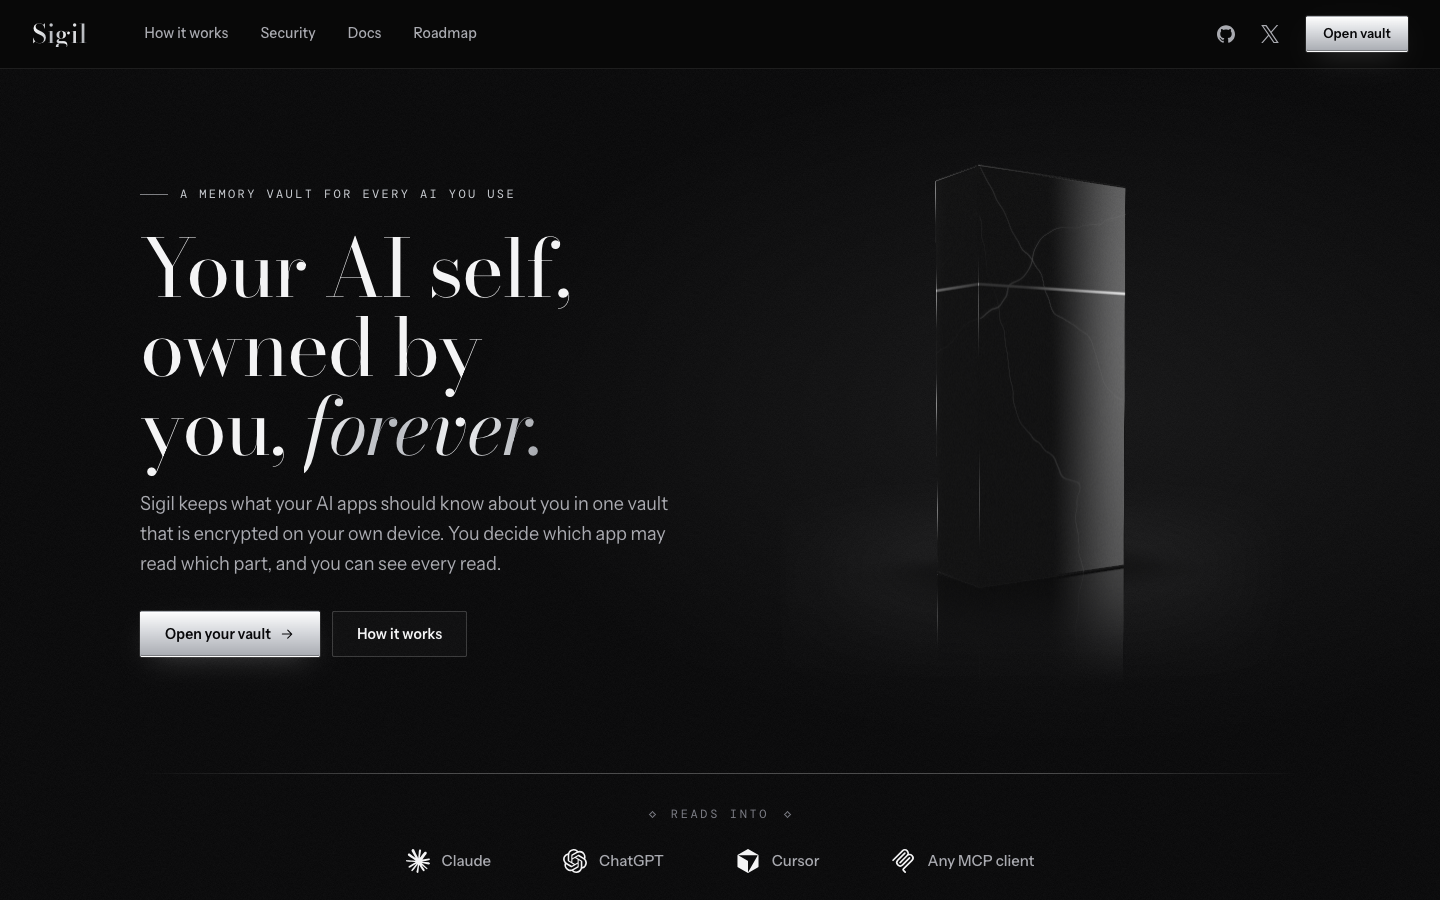 Sigil
How it works
Security
Docs
Roadmap
Open vault
A MEMORY VAULT FOR EVERY AI YOU USE
Your AI self,
owned by
you, forever.
Sigil keeps what your AI apps should know about you in one vault
that is encrypted on your own device. You decide which app may
read which part, and you can see every read.
Open your vault →
How it works
READS INTO
Claude
ChatGPT
Cursor
Any MCP client